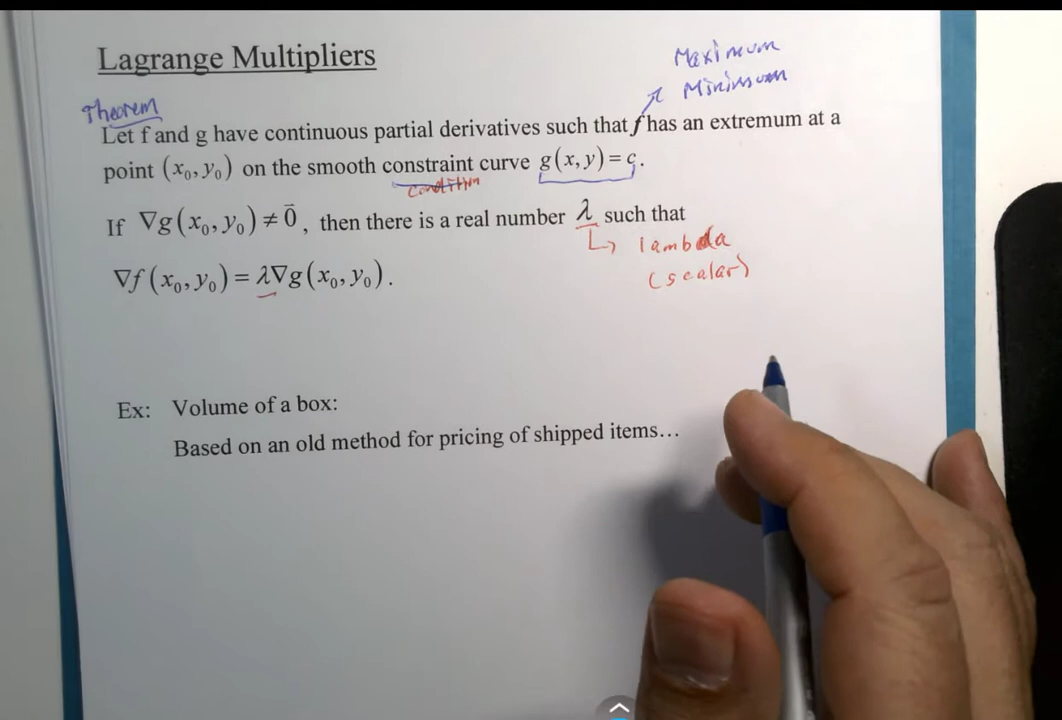 Lagrange Multipliers
Maximum
Minimum
Theorem
Let f and g have continuous partial derivatives such that f has an extremum at a
point (x₀, y₀) on the smooth constraint curve g(x, y) = c.
condition
If ∇g(x₀, y₀) ≠ 0⃗, then there is a real number λ such that
↳ lambda
(scalar)
∇f(x₀, y₀) = λ∇g(x₀, y₀).
Ex: Volume of a box:
Based on an old method for pricing of shipped items…